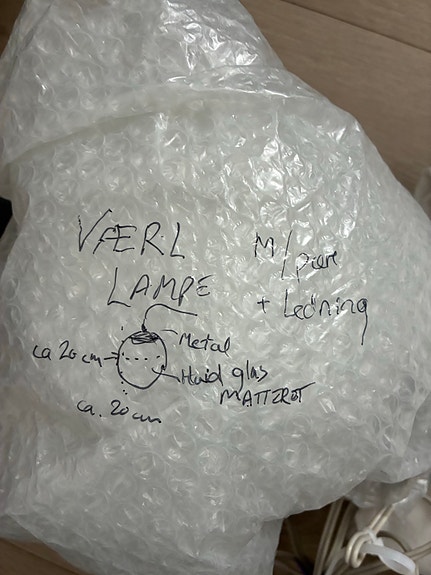 VÆRL
LAMPE
M/pære
+ Ledning
Metal
ca 20 cm
Hvid glas
MATTERET
ca. 20 cm